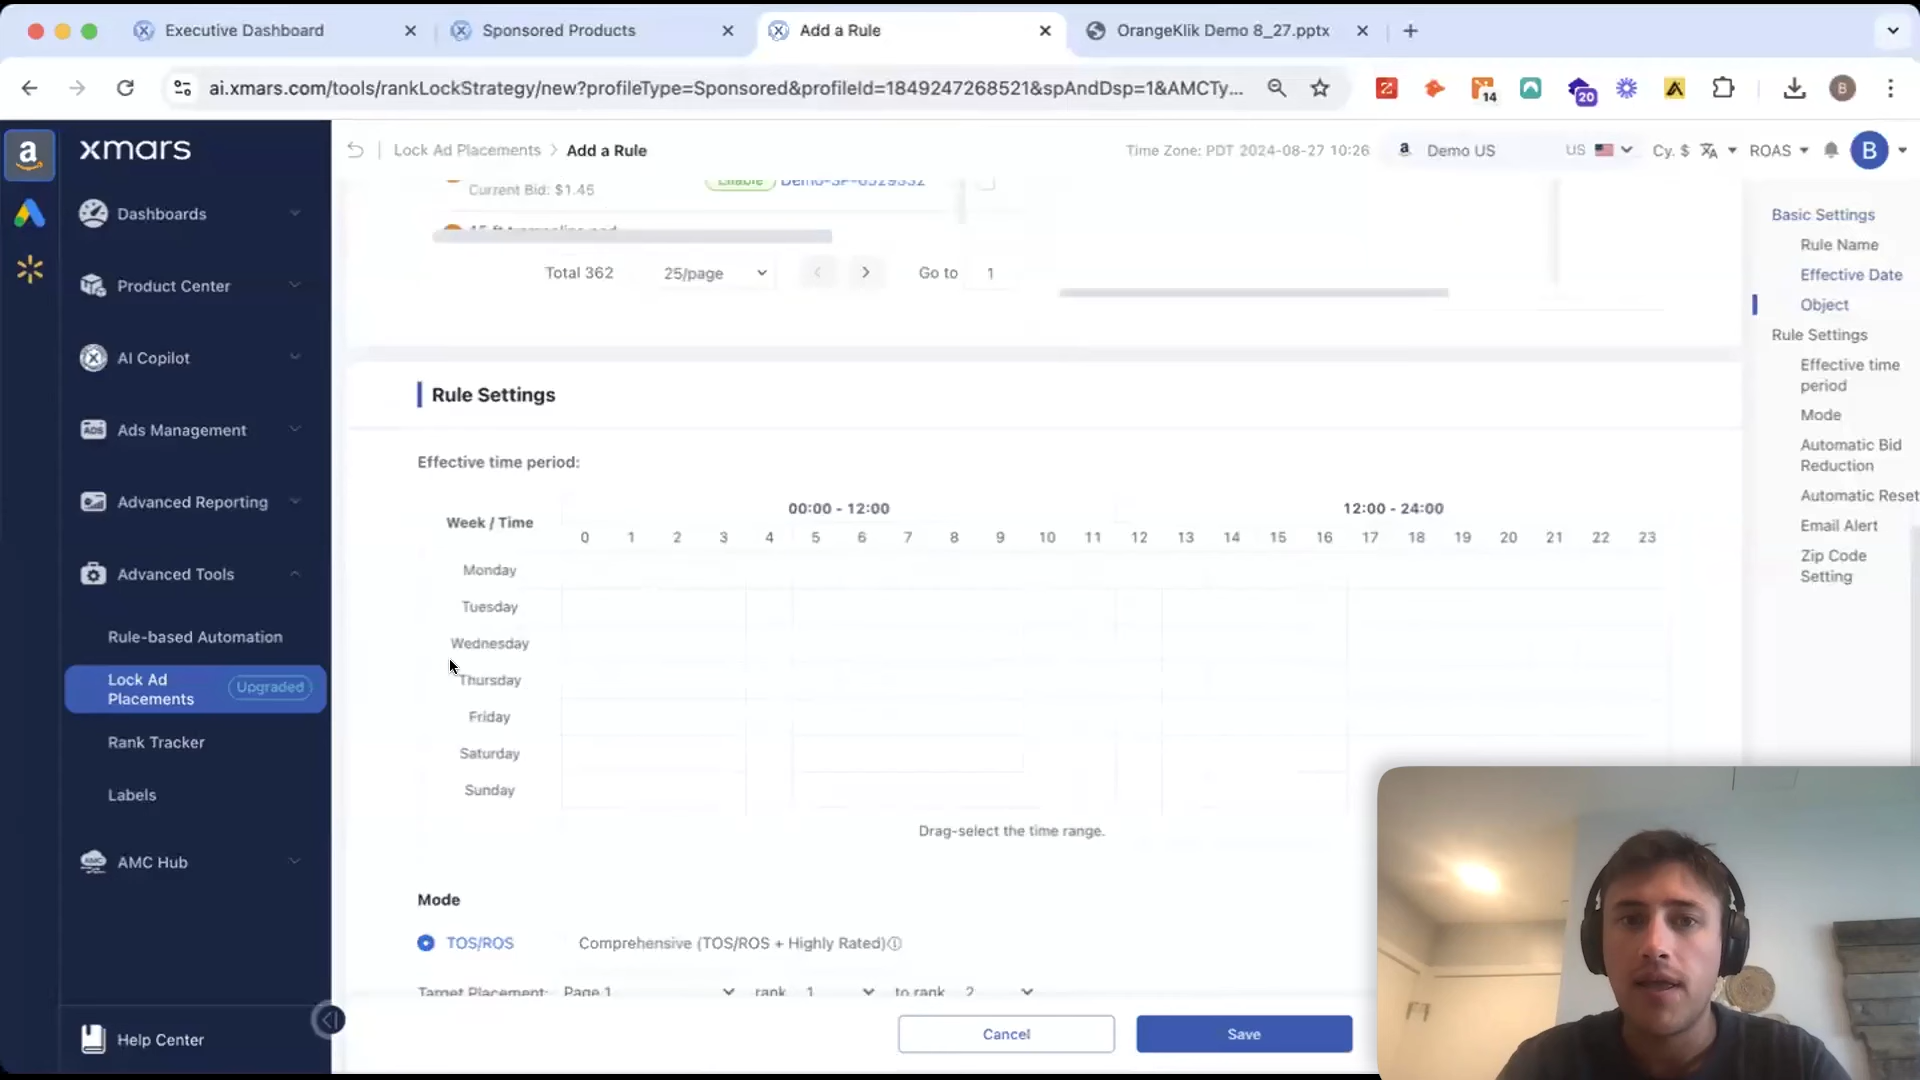 Executive Dashboard
Sponsored Products
Add a Rule
OrangeKlik Demo 8_27.pptx
ai.xmars.com/tools/rankLockStrategy/new?profileType=Sponsored&profileId=1849247268521&spAndDsp=1&AMCTy...
14
20
B
a
xmars
Dashboards
Product Center
AI Copilot
Ads Management
Advanced Reporting
Advanced Tools
Rule-based Automation
Lock Ad Placements Upgraded
Rank Tracker
Labels
AMC Hub
Help Center
Lock Ad Placements > Add a Rule
Time Zone: PDT 2024-08-27 10:26
a Demo US US
Cy. $
ROAS
B
Current Bid: $1.45
Total 362 25/page Go to 1
Rule Settings
Effective time period:
Week / Time
00:00 - 12:00 12:00 - 24:00
0 1 2 3 4 5 6 7 8 9 10 11 12 13 14 15 16 17 18 19 20 21 22 23
Monday
Tuesday
Wednesday
Thursday
Friday
Saturday
Sunday
Drag-select the time range.
Mode
TOS/ROS Comprehensive (TOS/ROS + Highly Rated)
Target Placement: Page 1 rank 1 to rank 2
Cancel Save
Basic Settings
Rule Name
Effective Date
Object
Rule Settings
Effective time period
Mode
Automatic Bid Reduction
Automatic Reset
Email Alert
Zip Code Setting